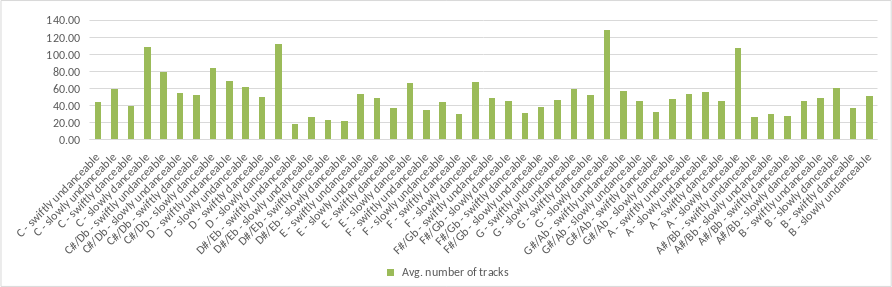 140.00
120.00
100.00
80.00
60.00
40.00
20.00
0.00
C - swiftly undanceable
C - slowly undanceable
C - swiftly danceable
C - slowly danceable
C#/Db - swiftly undanceable
C#/Db - slowly undanceable
C#/Db - swiftly danceable
C#/Db - slowly danceable
D - swiftly undanceable
D - slowly undanceable
D - swiftly danceable
D - slowly danceable
D#/Eb - swiftly undanceable
D#/Eb - slowly undanceable
D#/Eb - swiftly danceable
D#/Eb - slowly danceable
E - swiftly undanceable
E - slowly undanceable
E - swiftly danceable
E - slowly danceable
F - swiftly undanceable
F - slowly undanceable
F - swiftly danceable
F - slowly danceable
F#/Gb - swiftly undanceable
F#/Gb - slowly danceable
F#/Gb - swiftly danceable
F#/Gb - slowly undanceable
G - swiftly undanceable
G - slowly undanceable
G - swiftly danceable
G - slowly danceable
G#/Ab - swiftly undanceable
G#/Ab - slowly undanceable
G#/Ab - swiftly danceable
G#/Ab - slowly danceable
A - swiftly undanceable
A - slowly undanceable
A - swiftly danceable
A - slowly danceable
A#/Bb - swiftly undanceable
A#/Bb - slowly undanceable
A#/Bb - swiftly danceable
A#/Bb - slowly danceable
B - swiftly undanceable
B - slowly danceable
B - swiftly danceable
B - slowly undanceable
Avg. number of tracks